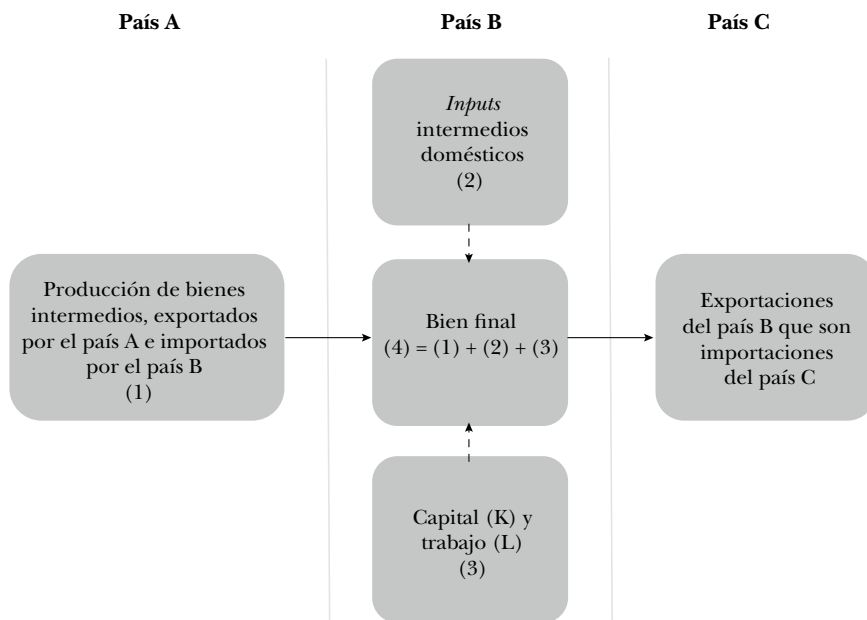 País A
País B
País C
Inputs
intermedios
domésticos
(2)
Producción de bienes
intermedios, exportados
por el país A e importados
por el país B
(1)
Bien final
(4) = (1) + (2) + (3)
Exportaciones
del país B que son
importaciones
del país C
Capital (K) y
trabajo (L)
(3)